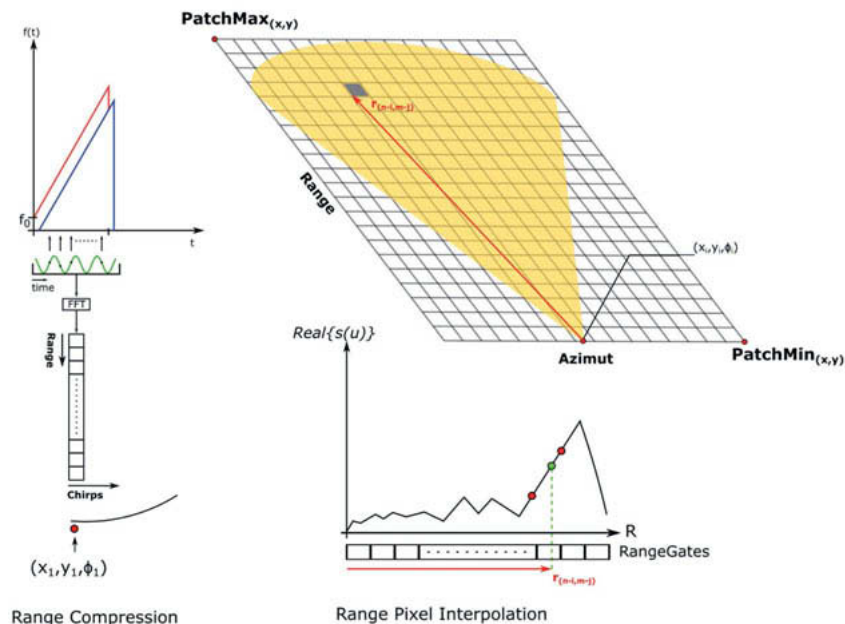 PatchMax(x,y)
f(t)
r(n-i,m-j)
Range
f0
t
(xᵢ,yᵢ,ϕᵢ)
time
FFT
Real{s(u)}
Azimut
PatchMin(x,y)
Range
Chirps
R
RangeGates
(x₁,y₁,ϕ₁)
r(n-i,m-j)
Range Compression
Range Pixel Interpolation